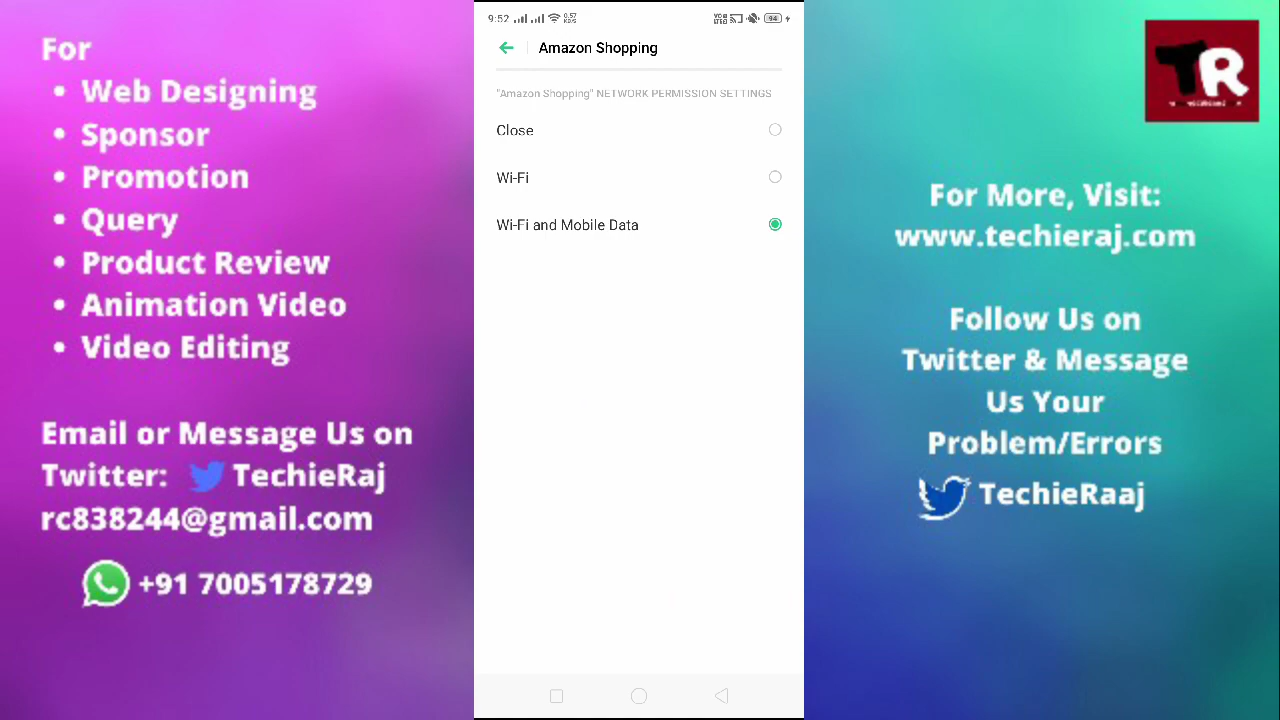 For
• Web Designing
• Sponsor
• Promotion
• Query
• Product Review
• Animation Video
• Video Editing
Email or Message Us on
Twitter: TechieRaj
rc838244@gmail.com
+91 7005178729
9:52
94
Amazon Shopping
"Amazon Shopping" NETWORK PERMISSION SETTINGS
Close
Wi-Fi
Wi-Fi and Mobile Data
TR
For More, Visit:
www.techieraj.com
Follow Us on
Twitter & Message
Us Your
Problem/Errors
TechieRaaj